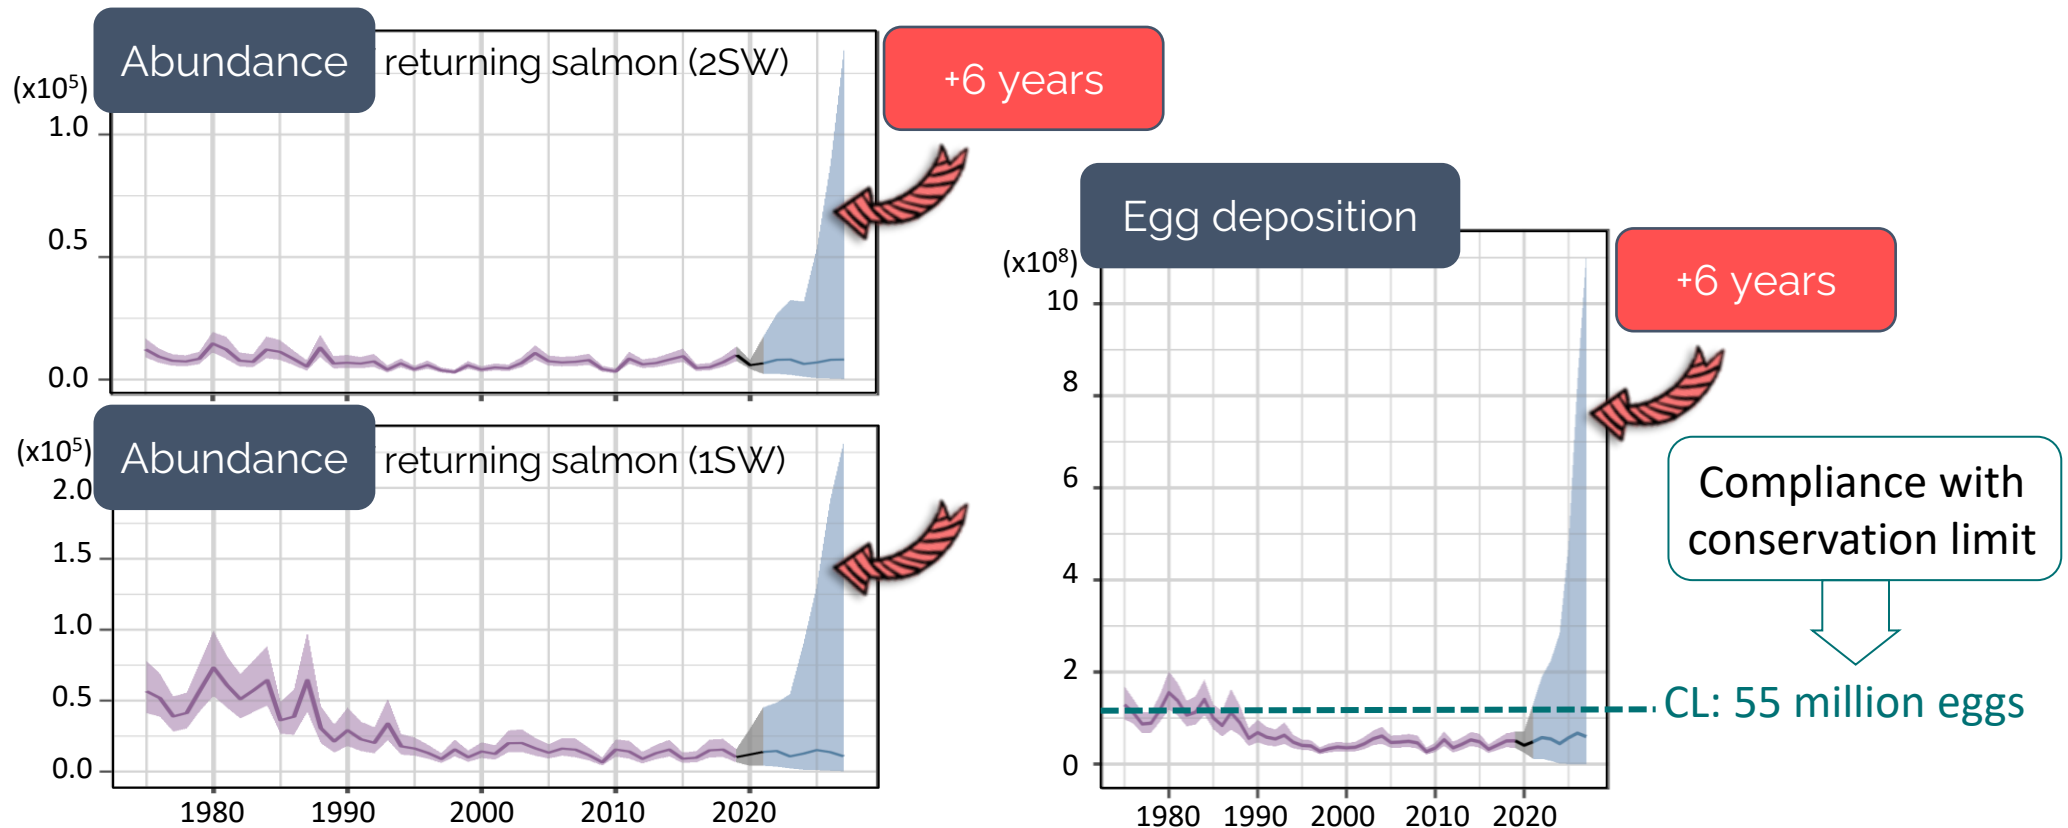 Abundance returning salmon (2SW)
(x10⁵)
1.0
0.5
0.0
+6 years
Abundance returning salmon (1SW)
(x10⁵)
2.0
1.5
1.0
0.5
0.0
1980 1990 2000 2010 2020
Egg deposition
(x10⁸)
10
8
6
4
2
0
1980 1990 2000 2010 2020
+6 years
Compliance with
conservation limit
CL: 55 million eggs